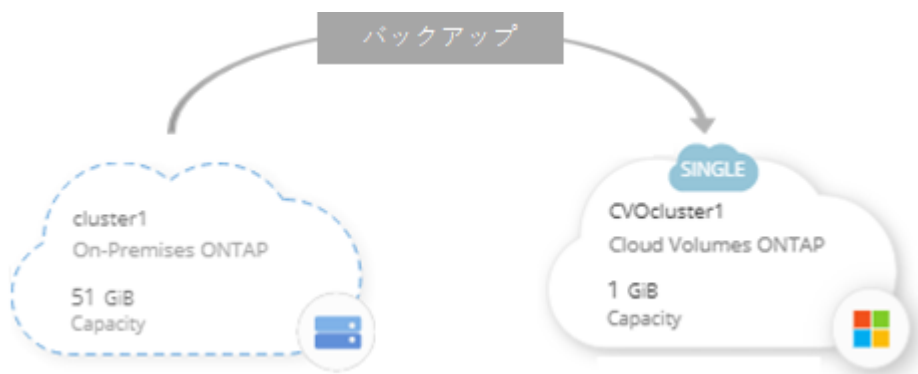 バックアップ
cluster1
On-Premises ONTAP
51 GiB
Capacity
SINGLE
CVOcluster1
Cloud Volumes ONTAP
1 GiB
Capacity